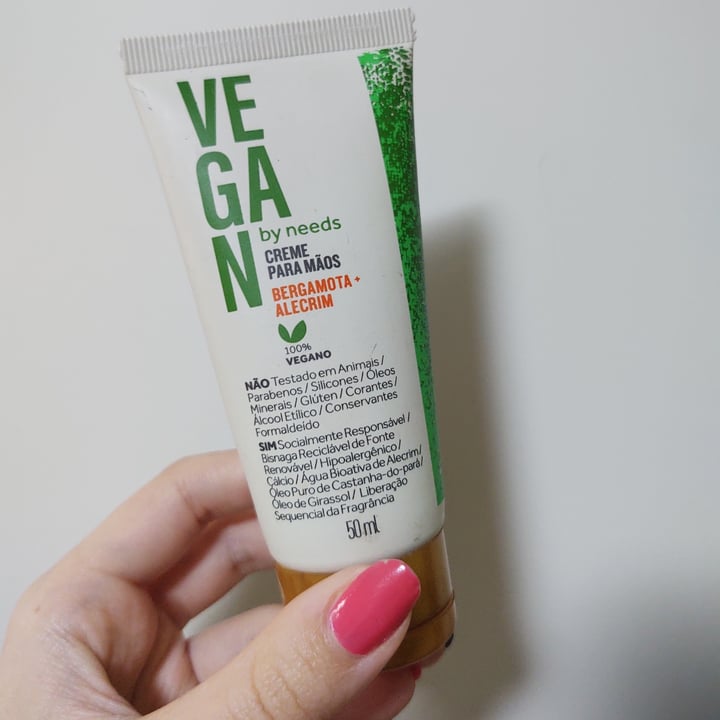 VE
GA
N
by needs
CREME
PARA MÃOS
BERGAMOTA +
ALECRIM
100%
VEGANO
NÃO Testado em Animais /
Parabenos / Silicones / Óleos
Minerais / Glúten / Corantes /
Álcool Etílico / Conservantes
Formaldeído
SIM Socialmente Responsável /
Bisnaga Reciclável de Fonte
Renovável / Hipoalergênico /
Cálcio / Água Bioativa de Alecrim /
Óleo Puro de Castanha-do-pará /
Óleo de Girassol / Liberação
Sequencial da Fragrância
50 ml